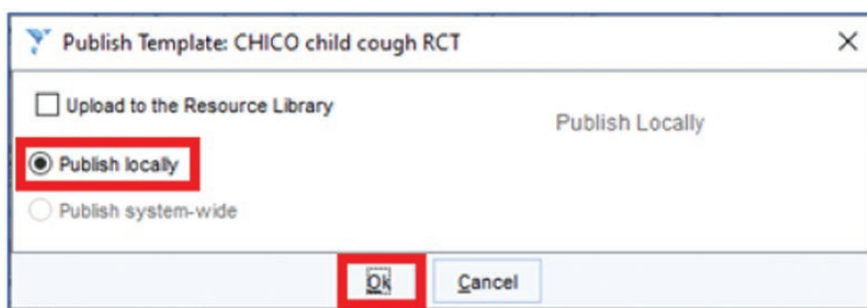 Publish Template: CHICO child cough RCT
Upload to the Resource Library
Publish Locally
Publish locally
Publish system-wide
Ok
Cancel